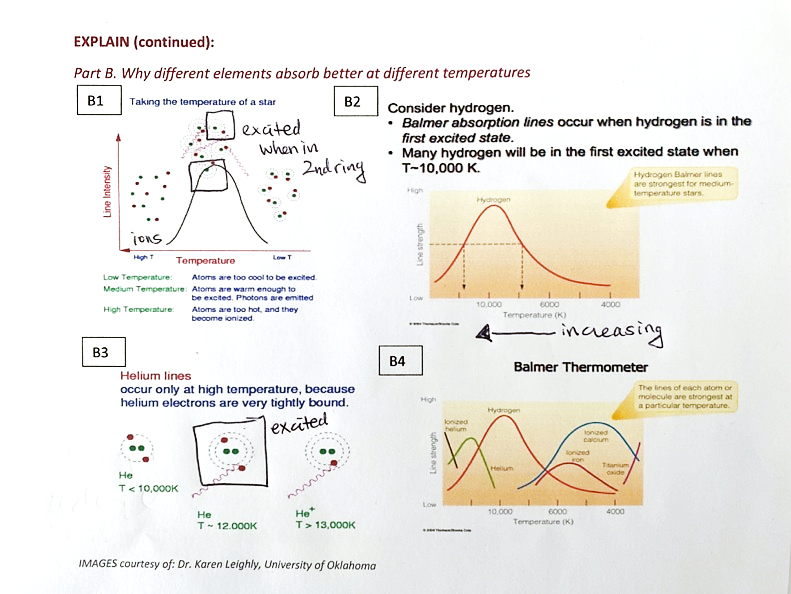 EXPLAIN (continued):
Part B. Why different elements absorb better at different temperatures
B1
Taking the temperature of a star
excited
when in
2nd ring
Line Intensity
ions
High T
Temperature
Low T
Low Temperature: Atoms are too cool to be excited.
Medium Temperature: Atoms are warm enough to
be excited. Photons are emitted
High Temperature: Atoms are too hot, and they
become ionized.
B2
Consider hydrogen.
• Balmer absorption lines occur when hydrogen is in the
first excited state.
• Many hydrogen will be in the first excited state when
T~10,000 K.
Hydrogen Balmer lines
are strongest for medium-
temperature stars.
High
Hydrogen
Line strength
Low
10,000 6000 4000
Temperature (K)
increasing
B3
Helium lines
occur only at high temperature, because
helium electrons are very tightly bound.
excited
He
T < 10,000K
He
T ~ 12.000K
He+
T > 13,000K
B4
Balmer Thermometer
The lines of each atom or
molecule are strongest at
a particular temperature.
High
Hydrogen
Ionized
helium
Ionized
calcium
Line strength
Helium
Ionized
iron
Titanium
oxide
Low
10,000 6000 4000
Temperature (K)
IMAGES courtesy of: Dr. Karen Leighly, University of Oklahoma